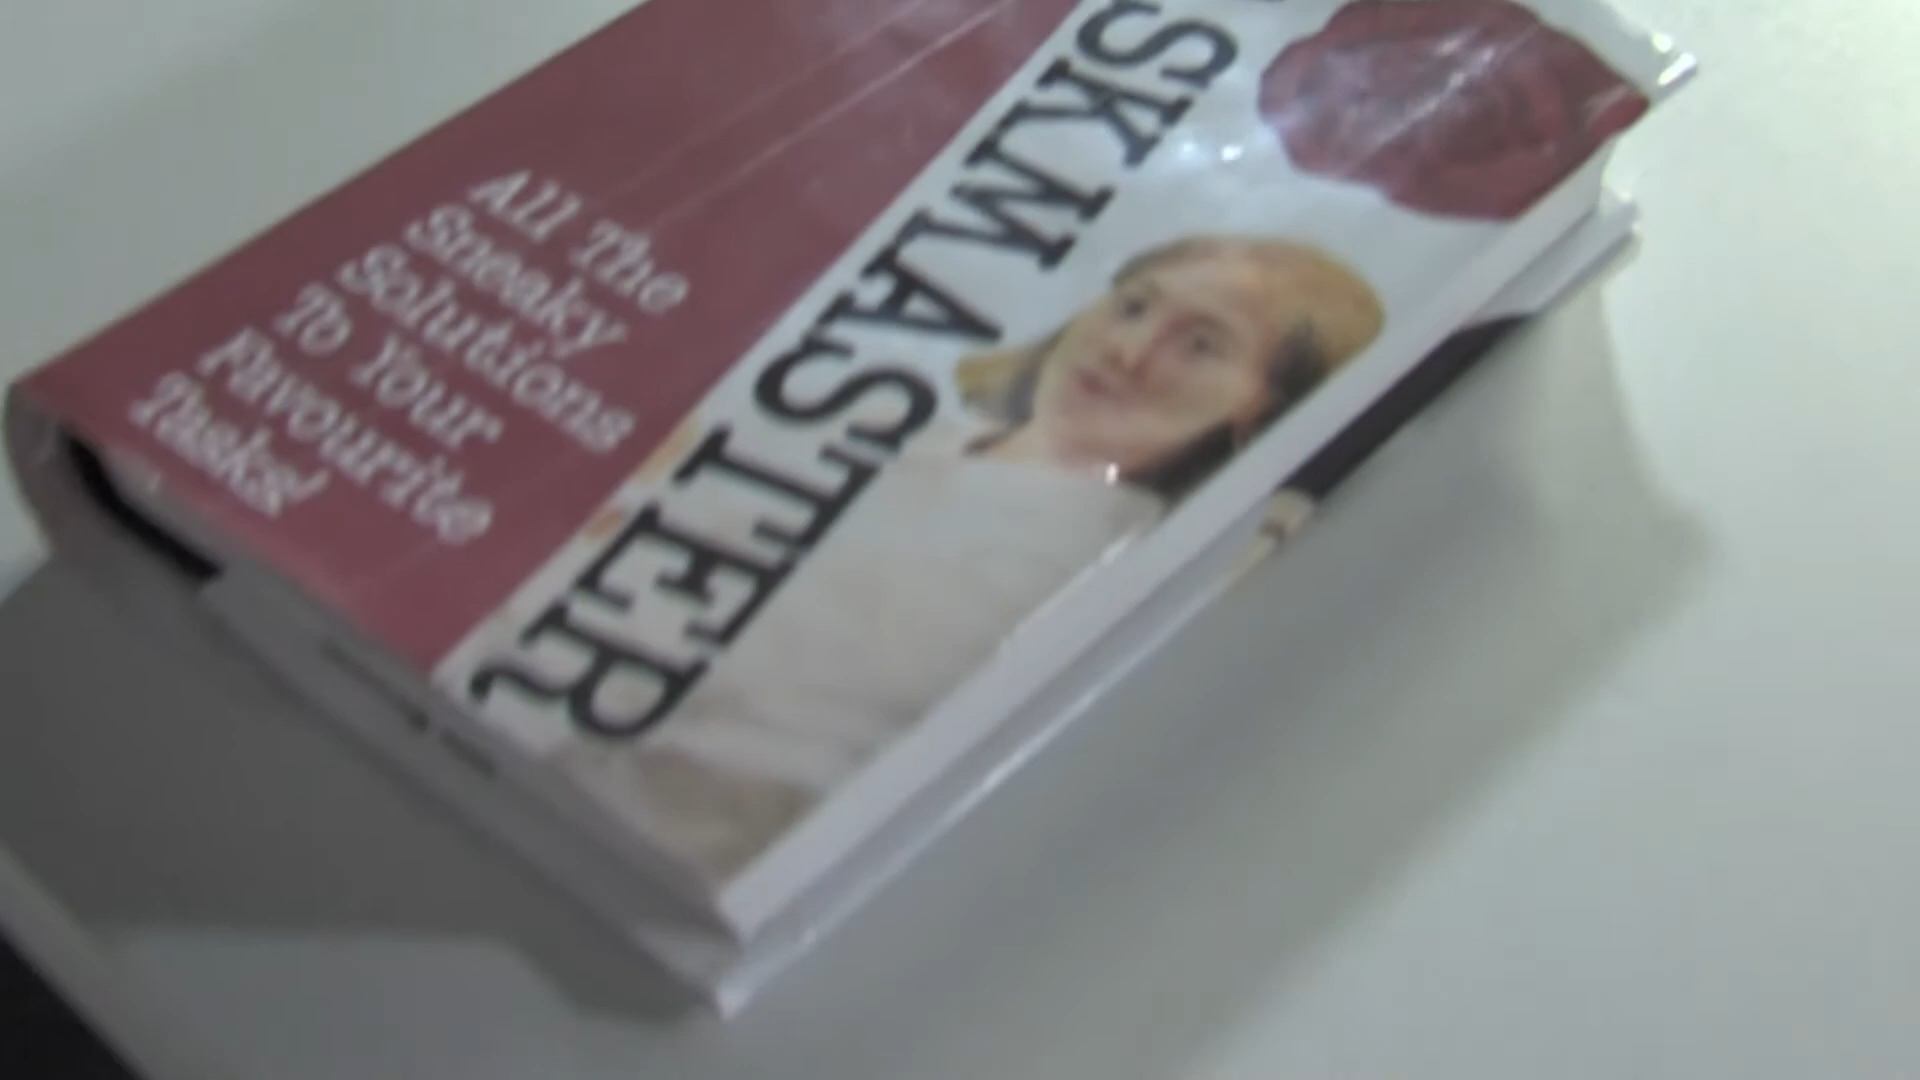 SKMASTER
All The
Sneaky
Solutions
To Your
Favourite
Tasks!